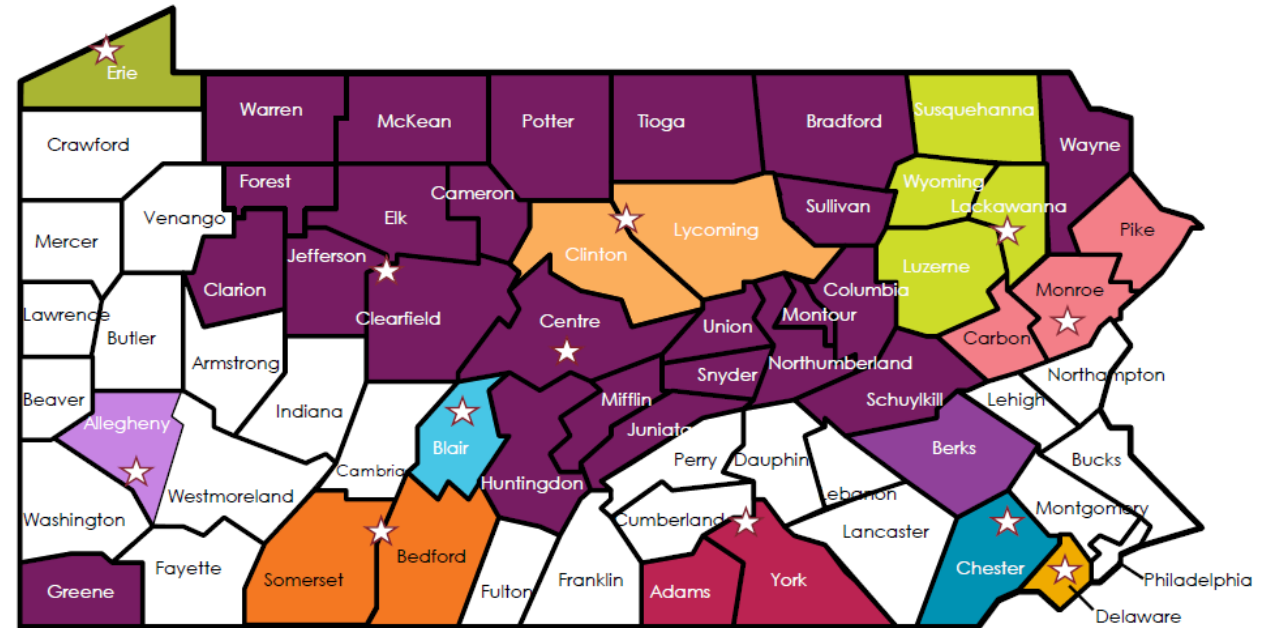 Erie
Warren
McKean
Potter
Tioga
Bradford
Susquehanna
Wayne
Crawford
Forest
Cameron
Wyoming
Lackawanna
Venango
Elk
Sullivan
Mercer
Lycoming
Pike
Jefferson
Clinton
Luzerne
Clarion
Columbia
Monroe
Lawrence
Clearfield
Centre
Union
Montour
Butler
Carbon
Armstrong
Northumberland
Snyder
Northampton
Beaver
Mifflin
Schuylkill
Lehigh
Allegheny
Indiana
Juniata
Blair
Berks
Perry
Dauphin
Bucks
Cambria
Huntingdon
Westmoreland
Lebanon
Washington
Cumberland
Montgomery
Lancaster
Bedford
Fayette
Somerset
Chester
Franklin
York
Philadelphia
Greene
Fulton
Adams
Delaware